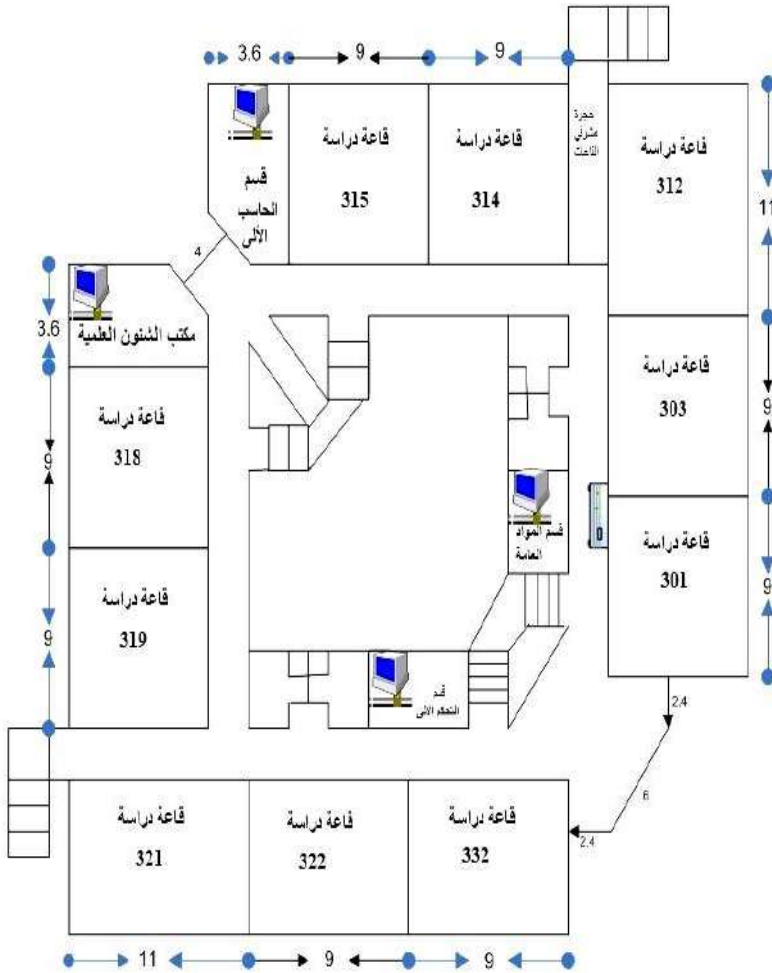 3.6
9
9
قاعة دراسة
315
قاعة دراسة
314
حجرة
مشرفي
القاعات
قاعة دراسة
312
11
قسم
الحاسب
الألى
4
3.6
مكتب الشئون العلمية
قاعة دراسة
318
9
قاعة دراسة
303
9
قسم المواد
العامة
قاعة دراسة
301
9
قاعة دراسة
319
9
قسم
التحكم الالى
2.4
6
2.4
قاعة دراسة
321
قاعة دراسة
322
قاعة دراسة
332
11
9
9